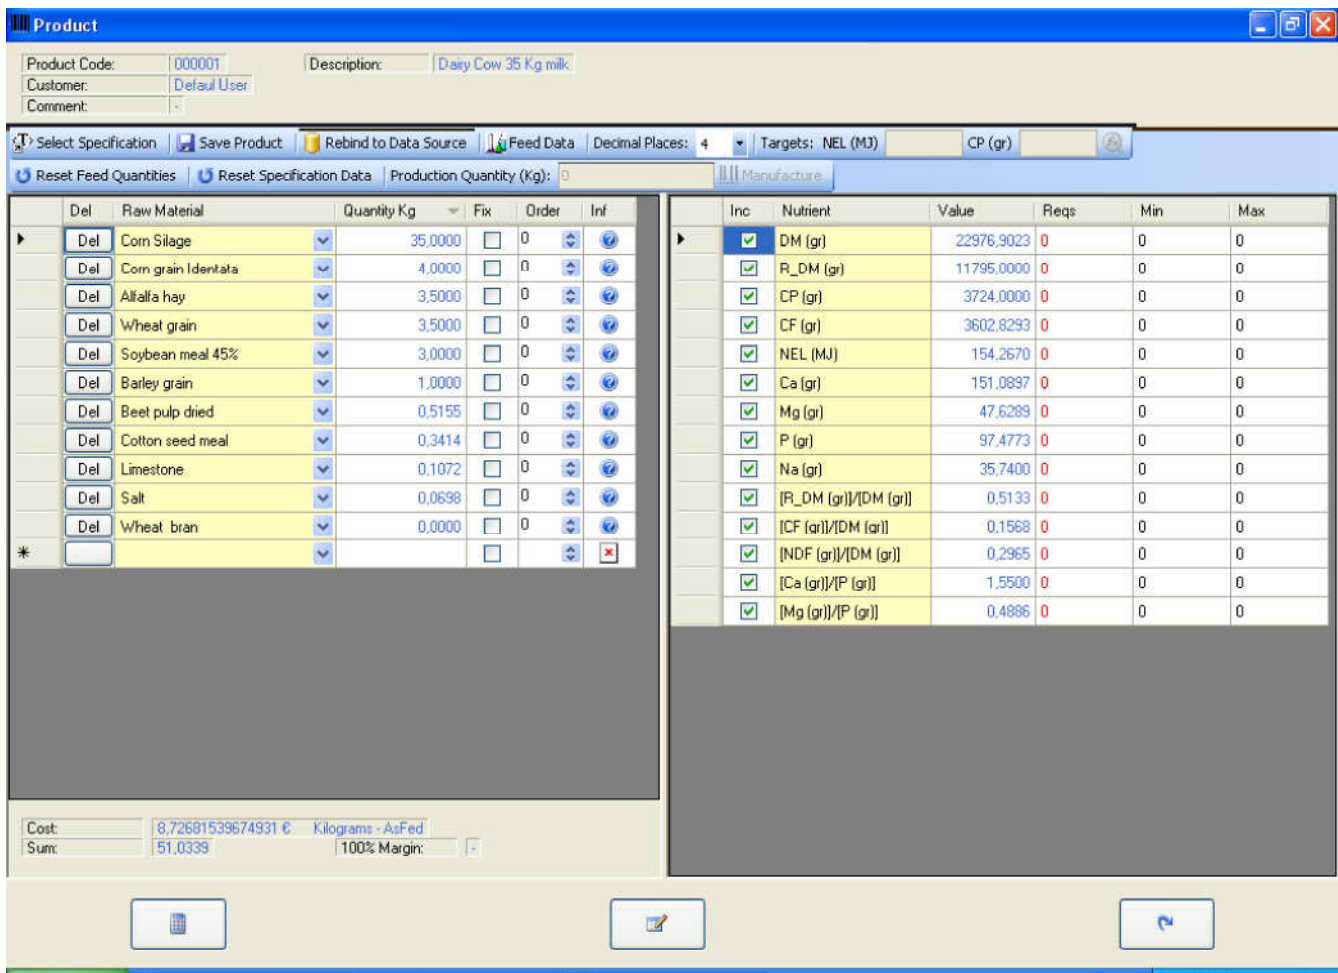 Product
Product Code: 000001 Description: Dairy Cow 35 Kg milk
Customer: Defaul User
Comment: -
Select Specification Save Product Rebind to Data Source Feed Data Decimal Places: 4 Targets: NEL (MJ) CP (gr)
Reset Feed Quantities Reset Specification Data Production Quantity (Kg): 0 Manufacture
Del Raw Material Quantity Kg Fix Order Inf Inc Nutrient Value Reqs Min Max
Del Corn Silage 35,0000 0 DM (gr) 22976,9023 0 0 0
Del Corn grain Identata 4,0000 0 R_DM (gr) 11795,0000 0 0 0
Del Alfalfa hay 3,5000 0 CP (gr) 3724,0000 0 0 0
Del Wheat grain 3,5000 0 CF (gr) 3602,8293 0 0 0
Del Soybean meal 45% 3,0000 0 NEL (MJ) 154,2670 0 0 0
Del Barley grain 1,0000 0 Ca (gr) 151,0897 0 0 0
Del Beet pulp dried 0,5155 0 Mg (gr) 47,6289 0 0 0
Del Cotton seed meal 0,3414 0 P (gr) 97,4773 0 0 0
Del Limestone 0,1072 0 Na (gr) 35,7400 0 0 0
Del Salt 0,0698 0 [R_DM (gr)]/[DM (gr)] 0,5133 0 0 0
Del Wheat bran 0,0000 0 [CF (gr)]/[DM (gr)] 0,1568 0 0 0
[NDF (gr)]/[DM (gr)] 0,2965 0 0 0
[Ca (gr)]/[P (gr)] 1,5500 0 0 0
[Mg (gr)]/[P (gr)] 0,4886 0 0 0
Cost: 8,72681539674931 € Kilograms - AsFed
Sum: 51,0339 100% Margin: -